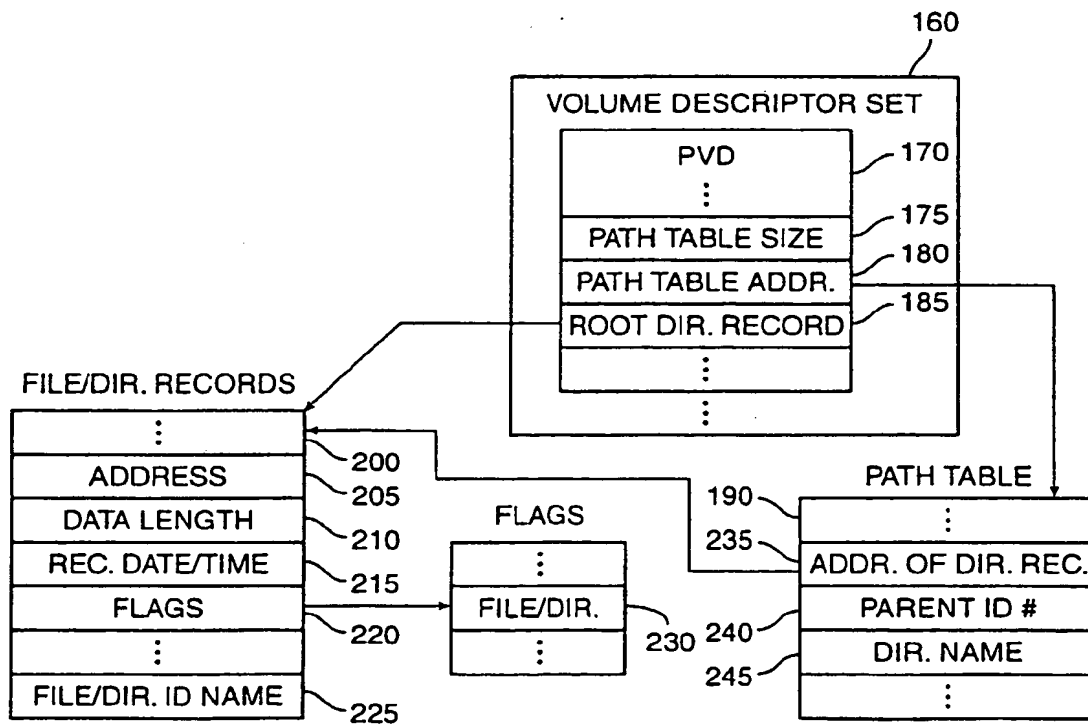 160
VOLUME DESCRIPTOR SET
PVD
170
175
PATH TABLE SIZE
180
PATH TABLE ADDR.
185
ROOT DIR. RECORD
FILE/DIR. RECORDS
200
ADDRESS
205
DATA LENGTH
210
REC. DATE/TIME
215
FLAGS
220
FILE/DIR. ID NAME
225
FLAGS
FILE/DIR.
230
PATH TABLE
190
235
ADDR. OF DIR. REC.
240
PARENT ID #
245
DIR. NAME